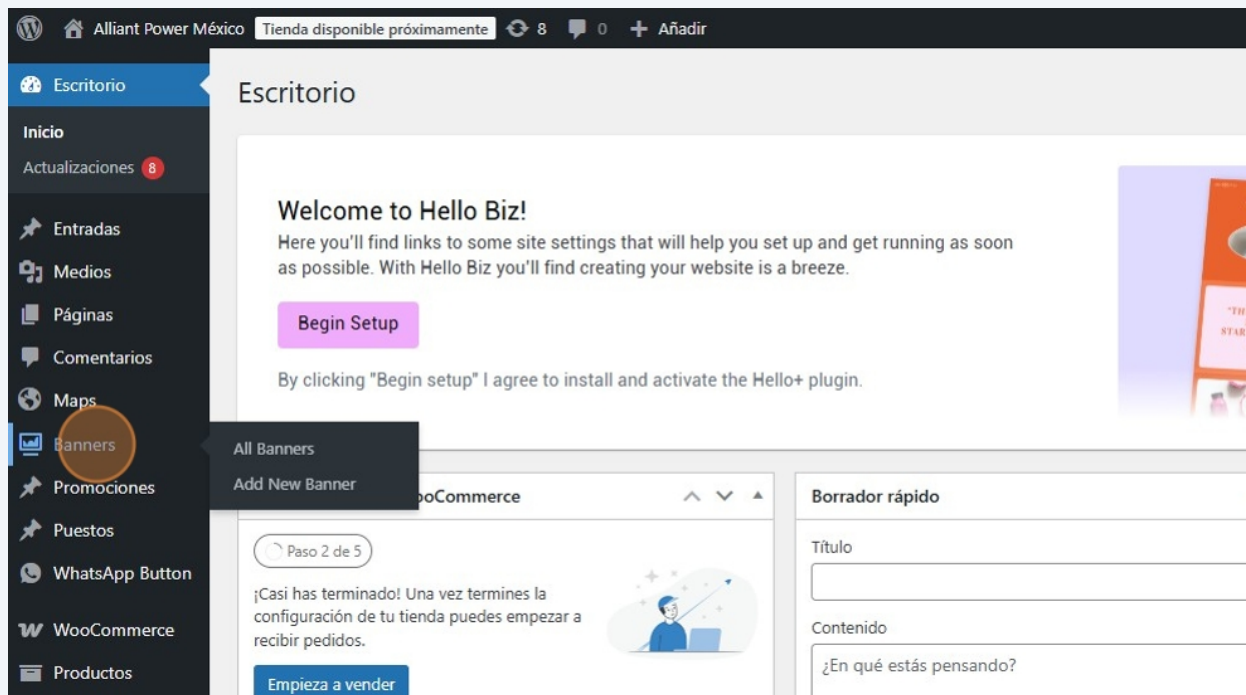 Alliant Power México Tienda disponible próximamente 8 0 + Añadir
Escritorio
Inicio
Actualizaciones 8
Entradas
Medios
Páginas
Comentarios
Maps
Banners
Promociones
Puestos
WhatsApp Button
WooCommerce
Productos
All Banners
Add New Banner
Escritorio
Welcome to Hello Biz!
Here you'll find links to some site settings that will help you set up and get running as soon
as possible. With Hello Biz you'll find creating your website is a breeze.
Begin Setup
By clicking "Begin setup" I agree to install and activate the Hello+ plugin.
ooCommerce
Paso 2 de 5
¡Casi has terminado! Una vez termines la
configuración de tu tienda puedes empezar a
recibir pedidos.
Empieza a vender
Borrador rápido
Título
Contenido
¿En qué estás pensando?